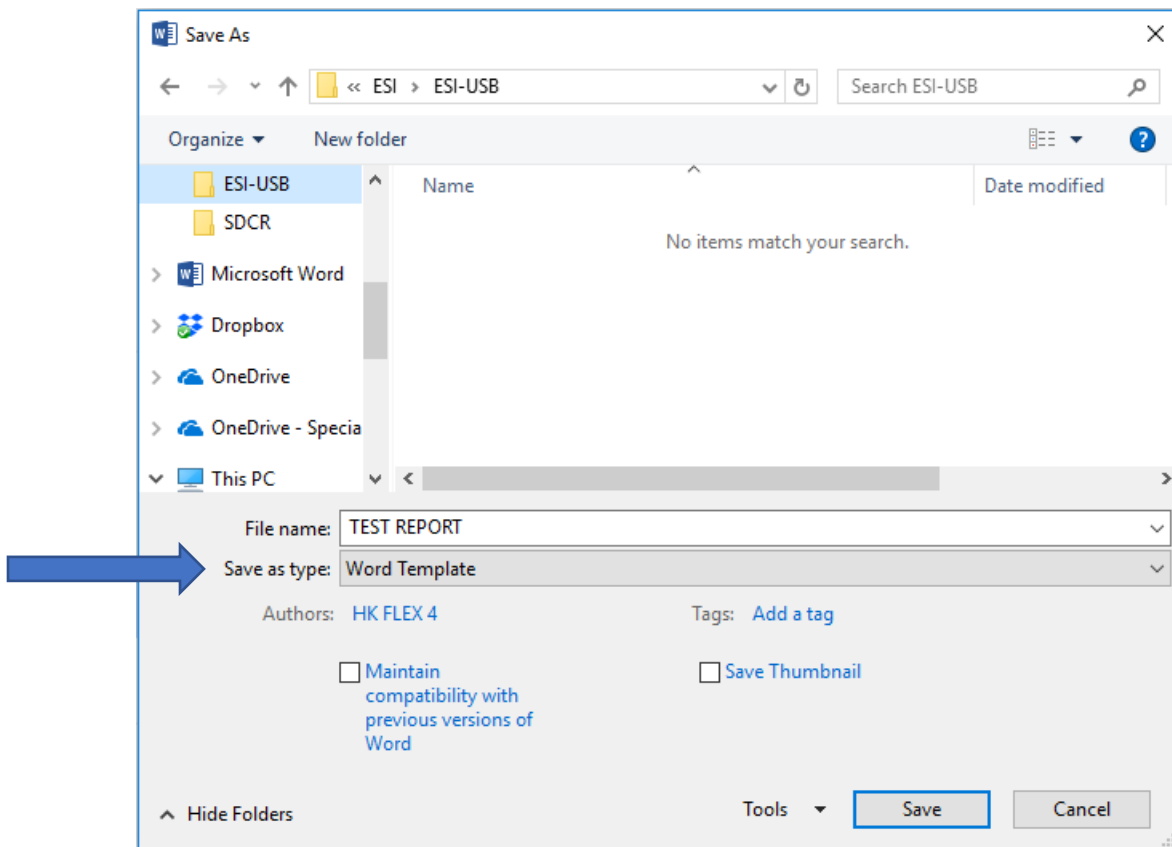 Save As
« ESI > ESI-USB
Search ESI-USB
Organize
New folder
ESI-USB
SDCR
Microsoft Word
Dropbox
OneDrive
OneDrive - Specia
This PC
Name
Date modified
No items match your search.
File name: TEST REPORT
Save as type: Word Template
Authors: HK FLEX 4
Tags: Add a tag
Maintain
compatibility with
previous versions of
Word
Save Thumbnail
Hide Folders
Tools
Save
Cancel